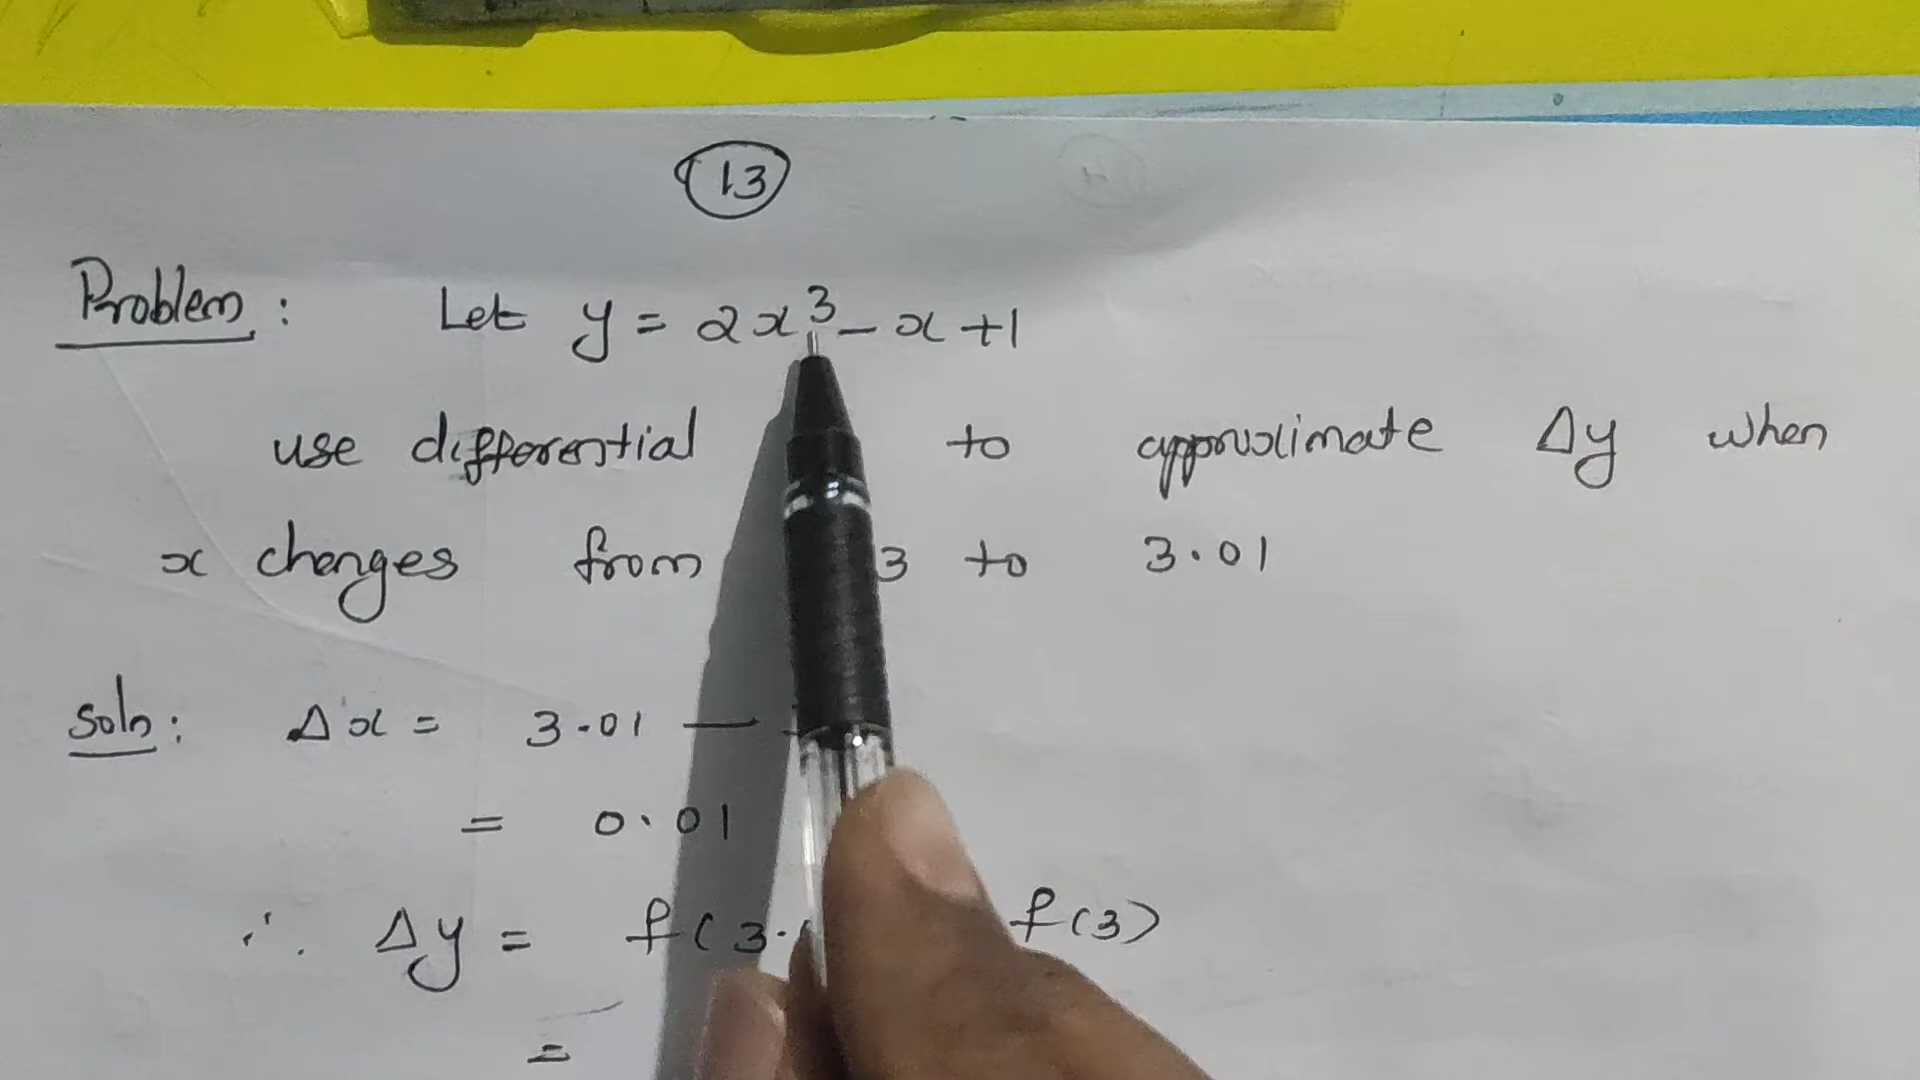 13
Problem: Let y = 2x³ - x + 1
use differential to approximate Δy when
x changes from 3 to 3.01
Soln: Δx = 3.01 —
= 0.01
∴ Δy = f(3. f(3)
=